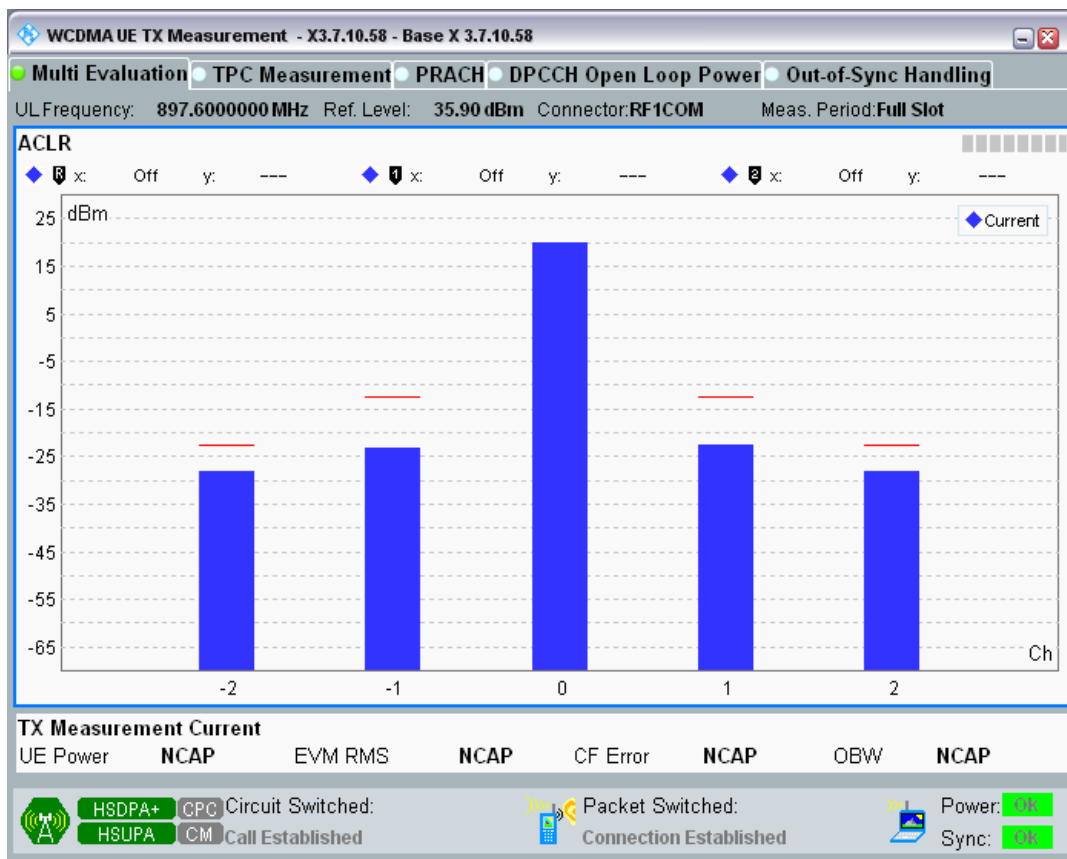 WCDMA UE TX Measurement - X3.7.10.58 - Base X 3.7.10.58
Multi Evaluation TPC Measurement PRACH DPCCH Open Loop Power Out-of-Sync Handling
UL Frequency: 897.6000000 MHz Ref. Level: 35.90 dBm Connector:RF1COM Meas. Period:Full Slot
ACLR
R x: Off y: --- 1 x: Off y: --- 2 x: Off y: ---
dBm
Current
25
15
5
-5
-15
-25
-35
-45
-55
-65
Ch
-2 -1 0 1 2
TX Measurement Current
UE Power NCAP EVM RMS NCAP CF Error NCAP OBW NCAP
HSDPA+ CPC Circuit Switched: Packet Switched: Power: OK
HSUPA CM Call Established Connection Established Sync: OK